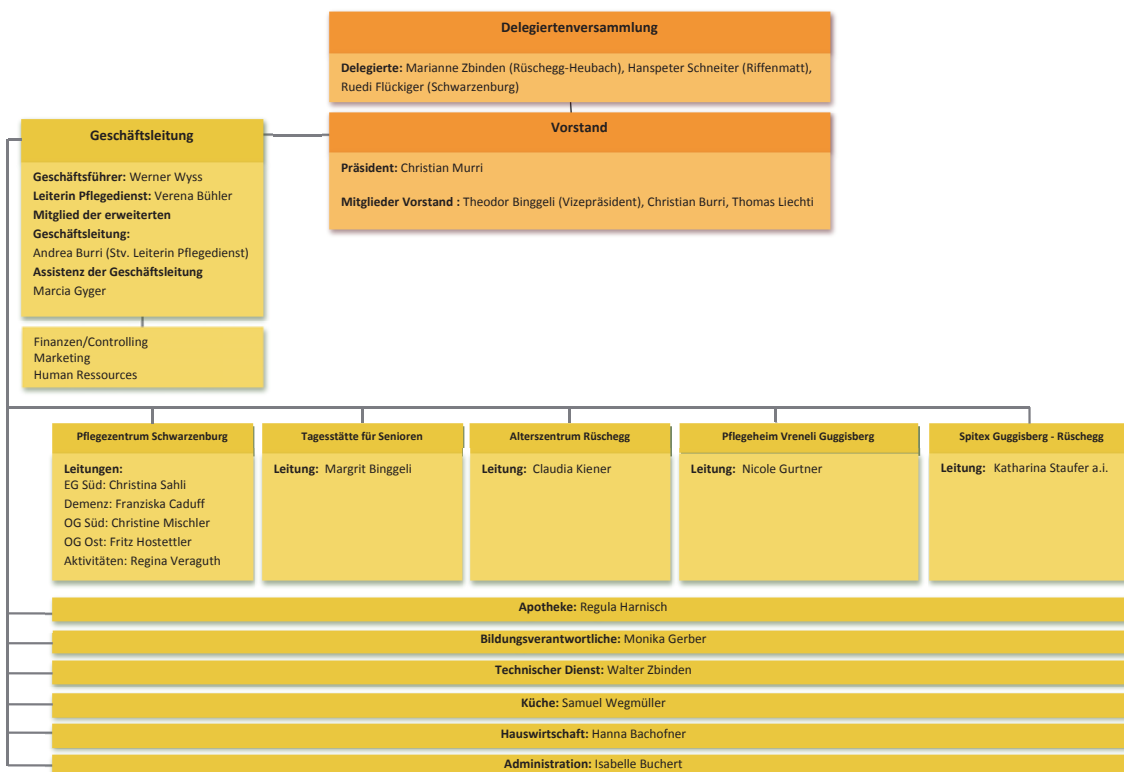 Delegiertenversammlung
Delegierte: Marianne Zbinden (Rüschegg-Heubach), Hanspeter Schneiter (Riffenmatt),
Ruedi Flückiger (Schwarzenburg)
Vorstand
Präsident: Christian Murri
Mitglieder Vorstand : Theodor Binggeli (Vizepräsident), Christian Burri, Thomas Liechti
Geschäftsleitung
Geschäftsführer: Werner Wyss
Leiterin Pflegedienst: Verena Bühler
Mitglied der erweiterten
Geschäftsleitung:
Andrea Burri (Stv. Leiterin Pflegedienst)
Assistenz der Geschäftsleitung
Marcia Gyger
Finanzen/Controlling
Marketing
Human Ressources
Pflegezentrum Schwarzenburg
Leitungen:
EG Süd: Christina Sahli
Demenz: Franziska Caduff
OG Süd: Christine Mischler
OG Ost: Fritz Hostettler
Aktivitäten: Regina Veraguth
Tagesstätte für Senioren
Leitung: Margrit Binggeli
Alterszentrum Rüschegg
Leitung: Claudia Kiener
Pflegeheim Vreneli Guggisberg
Leitung: Nicole Gurtner
Spitex Guggisberg - Rüschegg
Leitung: Katharina Staufer a.i.
Apotheke: Regula Harnisch
Bildungsverantwortliche: Monika Gerber
Technischer Dienst: Walter Zbinden
Küche: Samuel Wegmüller
Hauswirtschaft: Hanna Bachofner
Administration: Isabelle Buchert